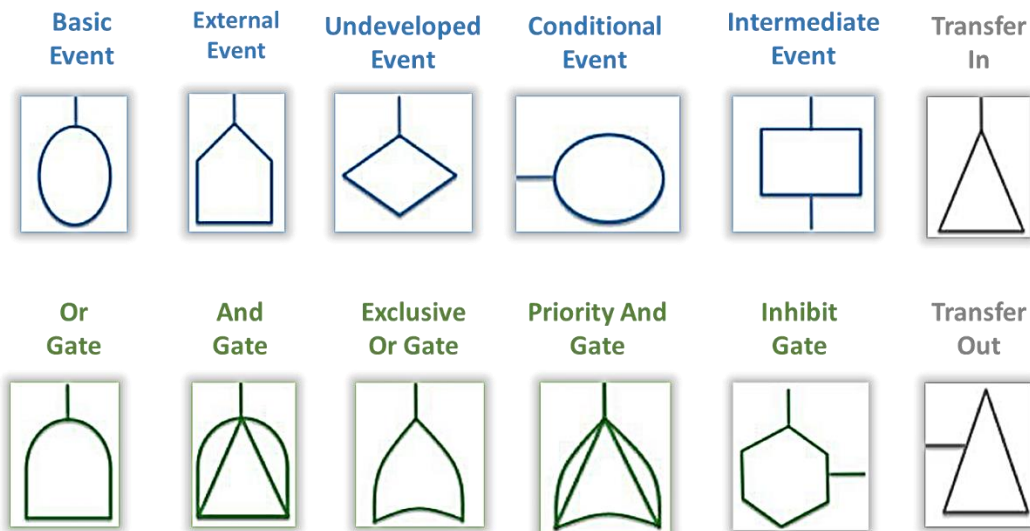 Basic
Event
External
Event
Undeveloped
Event
Conditional
Event
Intermediate
Event
Transfer
In
Or
Gate
And
Gate
Exclusive
Or Gate
Priority And
Gate
Inhibit
Gate
Transfer
Out